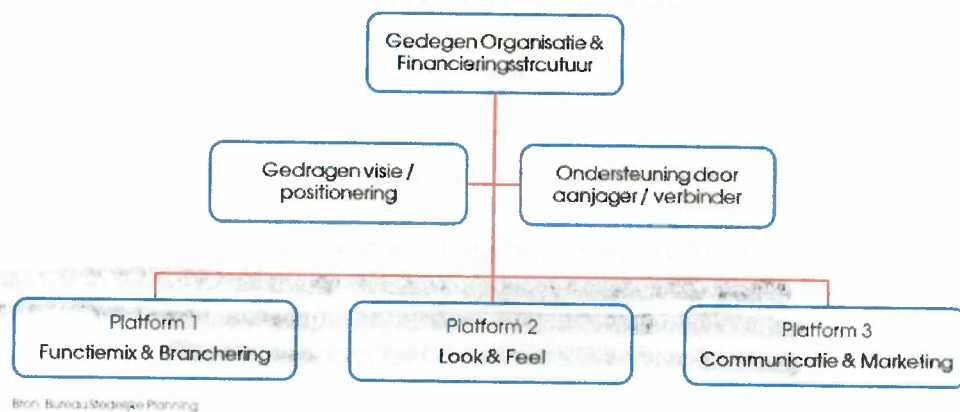 Gedegen Organisatie &
Financieringsstrcutuur
Gedragen visie /
positionering
Ondersteuning door
aanjager / verbinder
Platform 1
Functiemix & Branchering
Platform 2
Look & Feel
Platform 3
Communicatie & Marketing
Bron: Bureau Stedelijke Planning